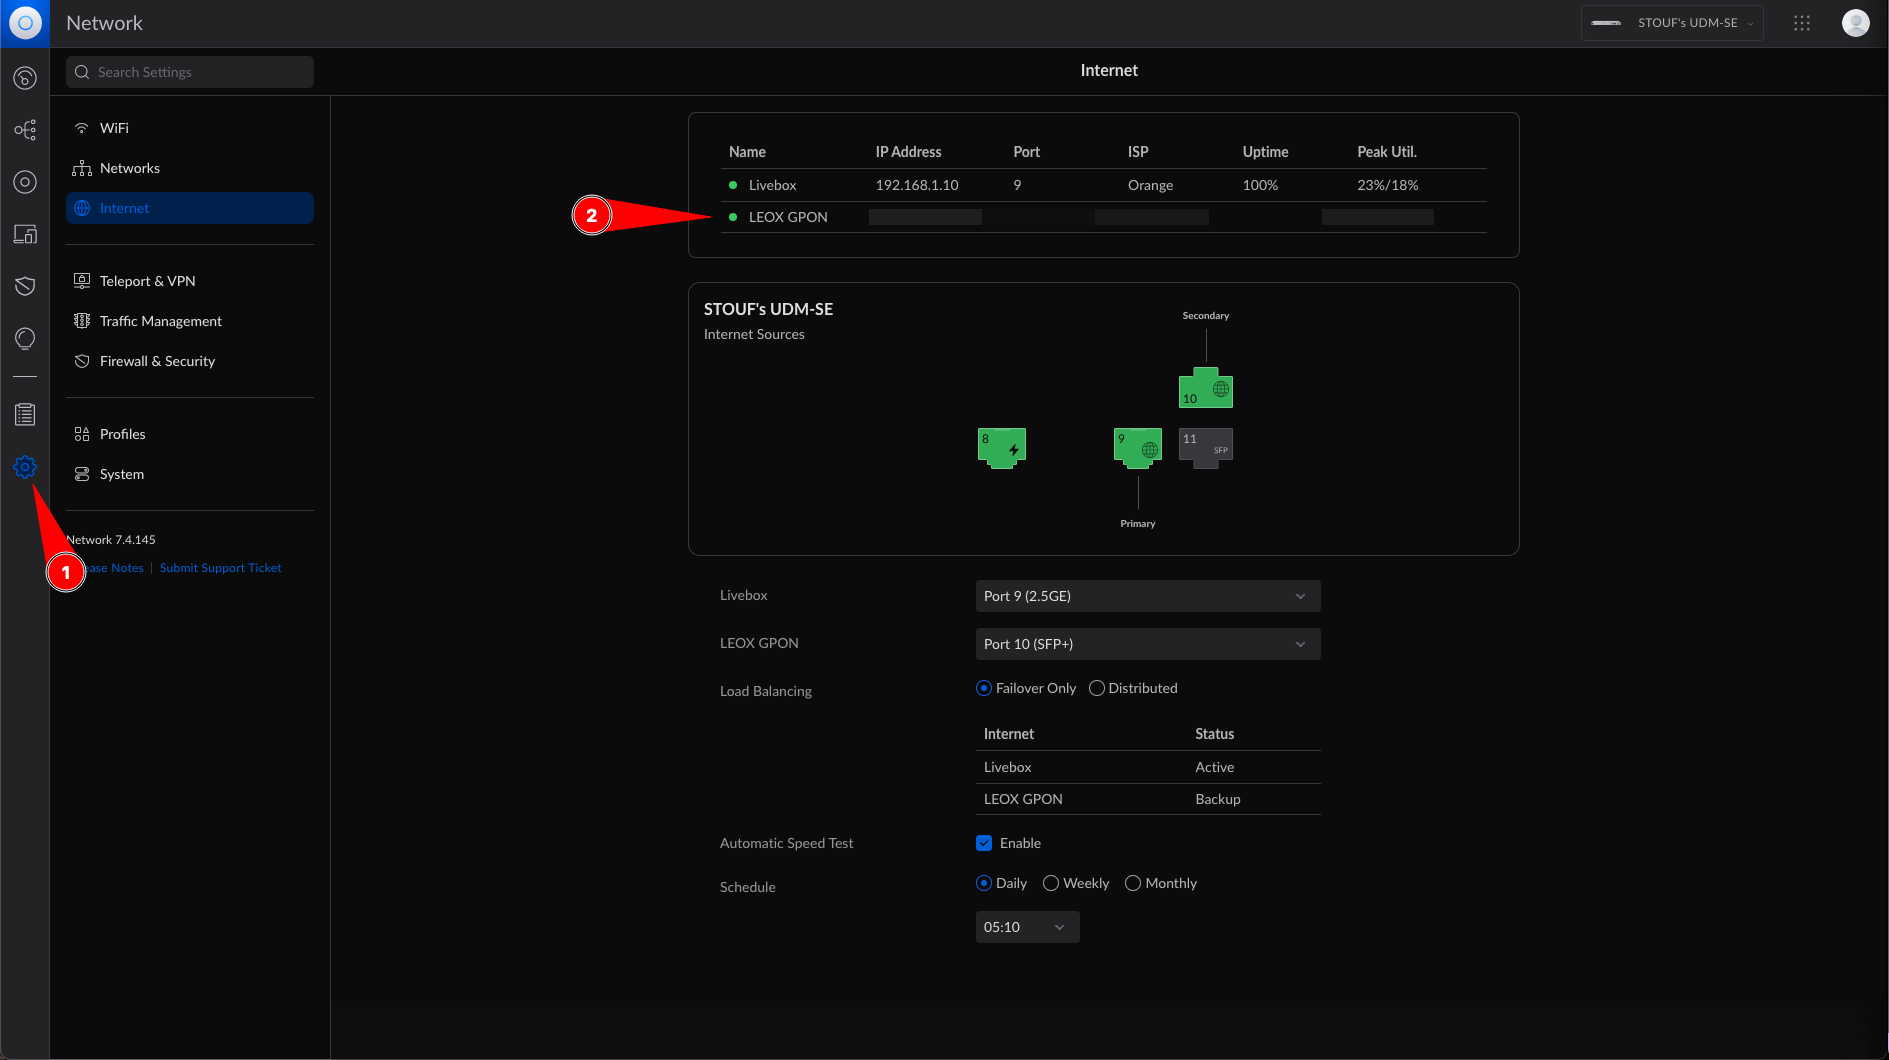 Network
STOUF's UDM-SE
Search Settings
Internet
WiFi
Networks
Internet
Teleport & VPN
Traffic Management
Firewall & Security
Profiles
System
Network 7.4.145
ease Notes | Submit Support Ticket
1
2
Name IP Address Port ISP Uptime Peak Util.
Livebox 192.168.1.10 9 Orange 100% 23%/18%
LEOX GPON
STOUF's UDM-SE
Internet Sources
Secondary
10
8
9
11
SFP
Primary
Livebox Port 9 (2.5GE)
LEOX GPON Port 10 (SFP+)
Load Balancing Failover Only Distributed
Internet Status
Livebox Active
LEOX GPON Backup
Automatic Speed Test Enable
Schedule Daily Weekly Monthly
05:10